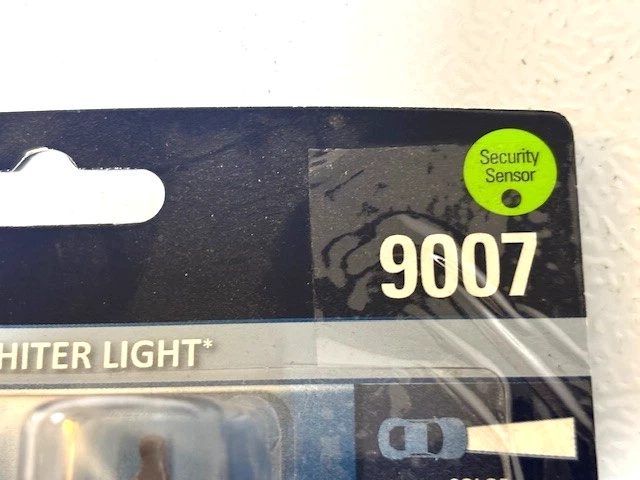 Security
Sensor
9007
HITER LIGHT*